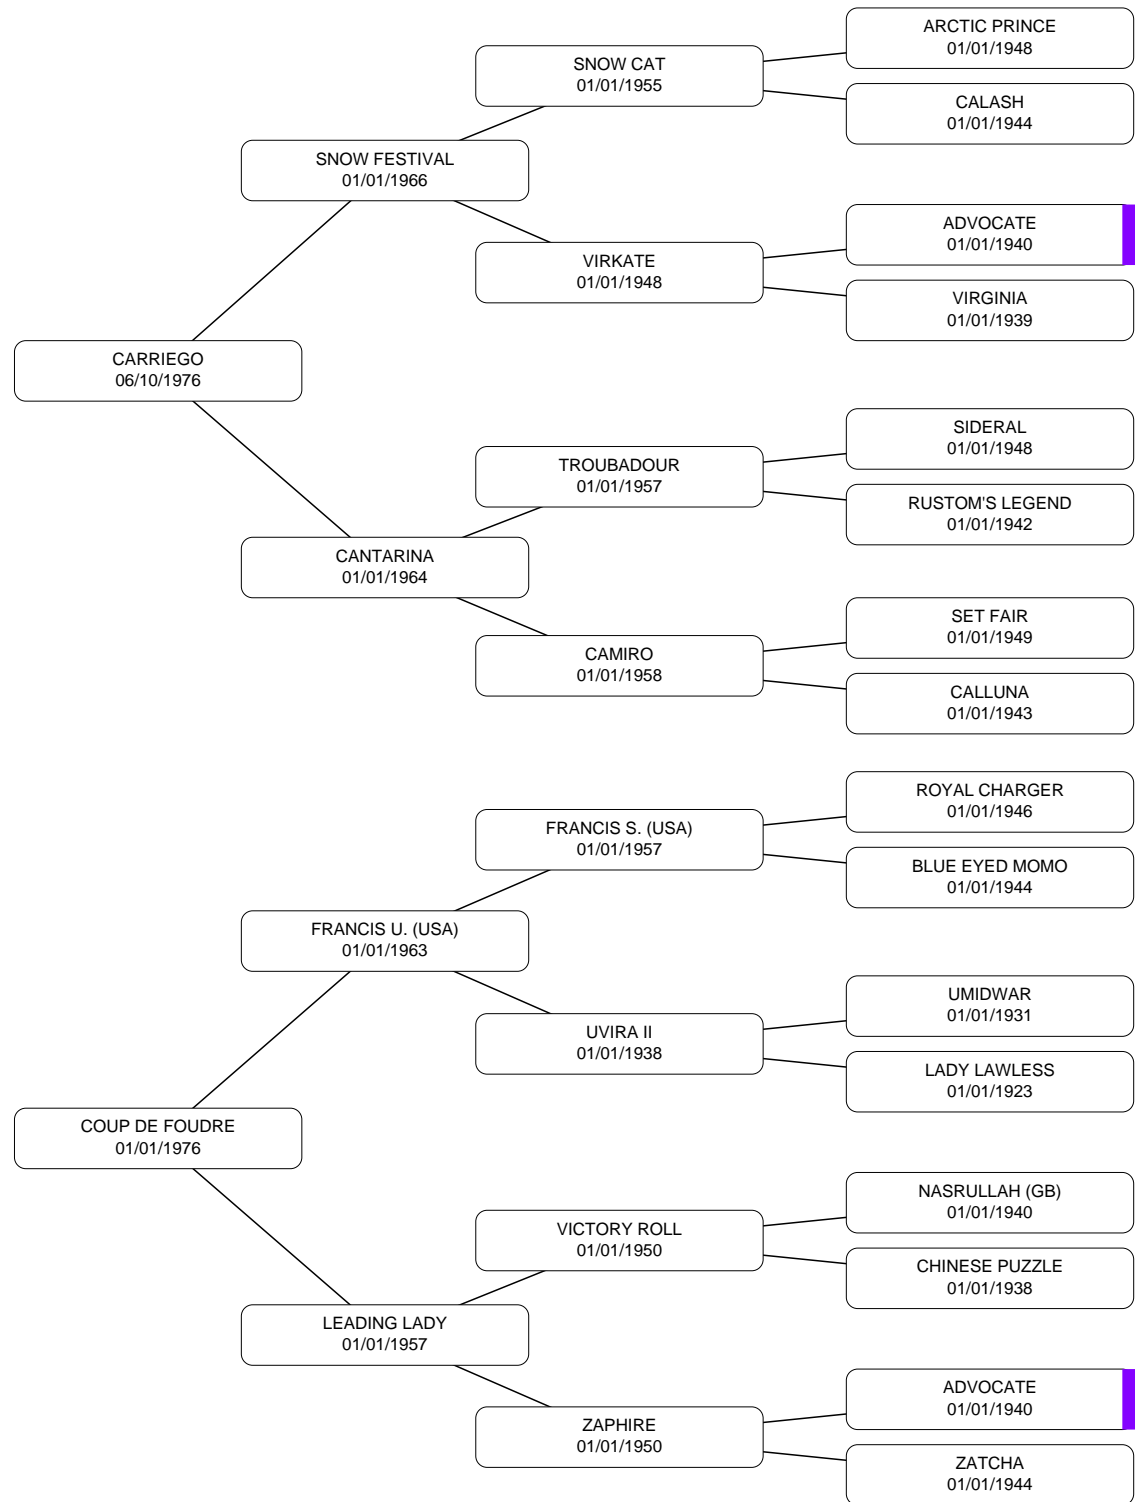 ARCTIC PRINCE
01/01/1948
SNOW CAT
01/01/1955
CALASH
01/01/1944
SNOW FESTIVAL
01/01/1966
ADVOCATE
01/01/1940
VIRKATE
01/01/1948
VIRGINIA
01/01/1939
CARRIEGO
06/10/1976
SIDERAL
01/01/1948
TROUBADOUR
01/01/1957
RUSTOM'S LEGEND
01/01/1942
CANTARINA
01/01/1964
SET FAIR
01/01/1949
CAMIRO
01/01/1958
CALLUNA
01/01/1943
ROYAL CHARGER
01/01/1946
FRANCIS S. (USA)
01/01/1957
BLUE EYED MOMO
01/01/1944
FRANCIS U. (USA)
01/01/1963
UMIDWAR
01/01/1931
UVIRA II
01/01/1938
LADY LAWLESS
01/01/1923
COUP DE FOUDRE
01/01/1976
NASRULLAH (GB)
01/01/1940
VICTORY ROLL
01/01/1950
CHINESE PUZZLE
01/01/1938
LEADING LADY
01/01/1957
ADVOCATE
01/01/1940
ZAPHIRE
01/01/1950
ZATCHA
01/01/1944